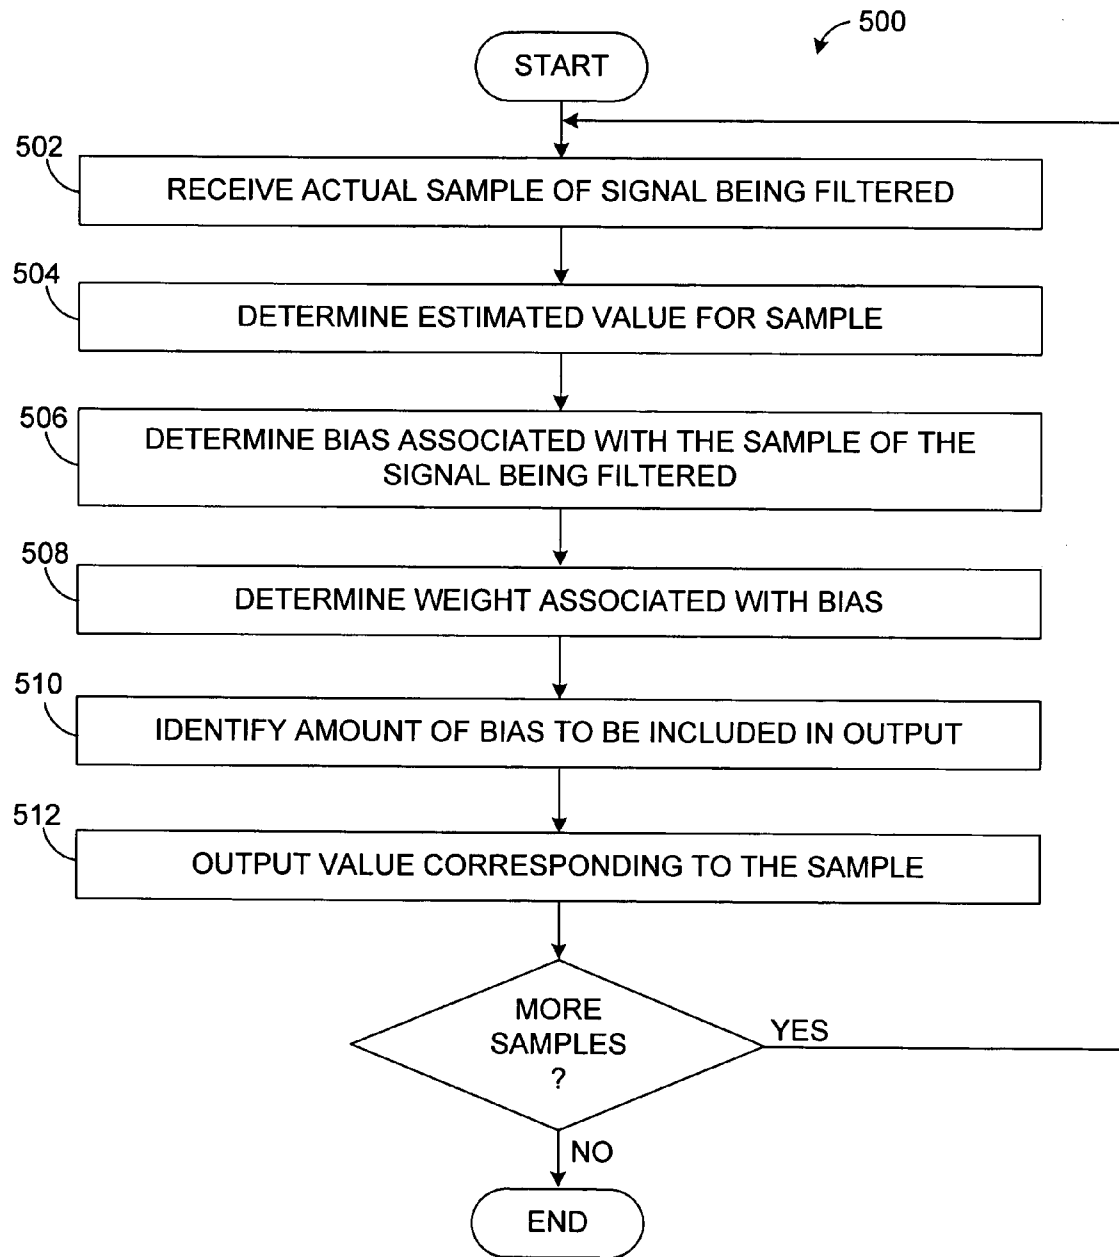 500
START
502
RECEIVE ACTUAL SAMPLE OF SIGNAL BEING FILTERED
504
DETERMINE ESTIMATED VALUE FOR SAMPLE
506
DETERMINE BIAS ASSOCIATED WITH THE SAMPLE OF THE
SIGNAL BEING FILTERED
508
DETERMINE WEIGHT ASSOCIATED WITH BIAS
510
IDENTIFY AMOUNT OF BIAS TO BE INCLUDED IN OUTPUT
512
OUTPUT VALUE CORRESPONDING TO THE SAMPLE
MORE
SAMPLES
?
YES
NO
END